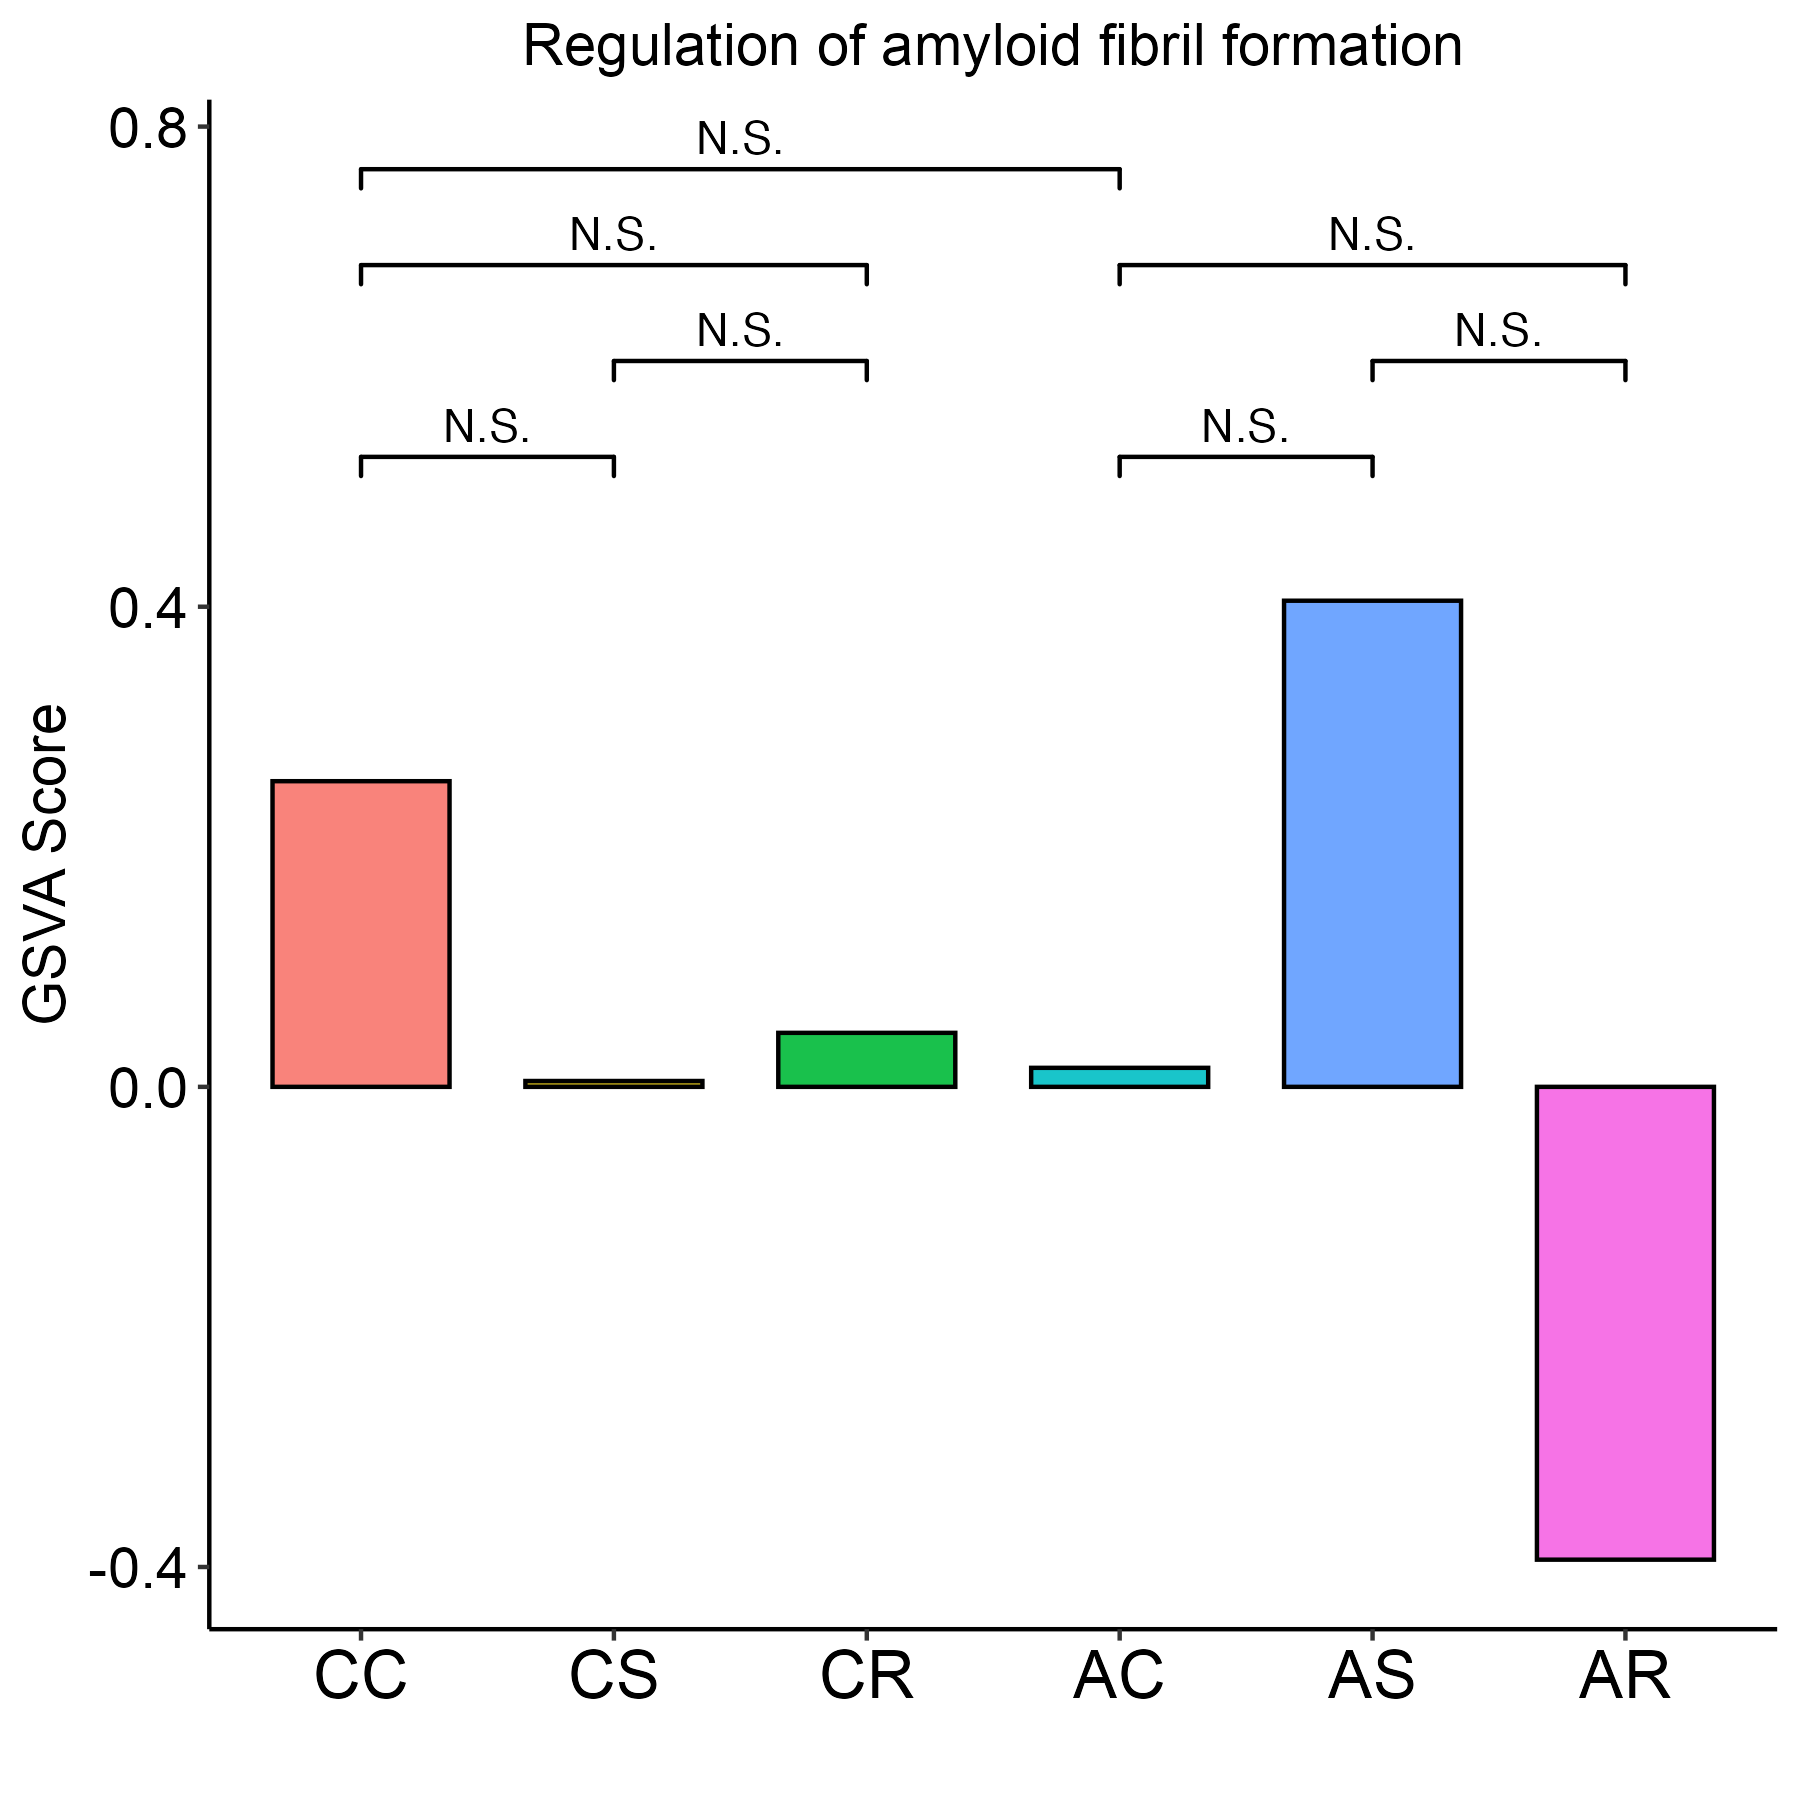 Regulation of amyloid fibril formation
0.8
N.S.
N.S. N.S.
N.S. N.S.
N.S. N.S.
0.4
GSVA Score
0.0
-0.4
CC CS CR AC AS AR